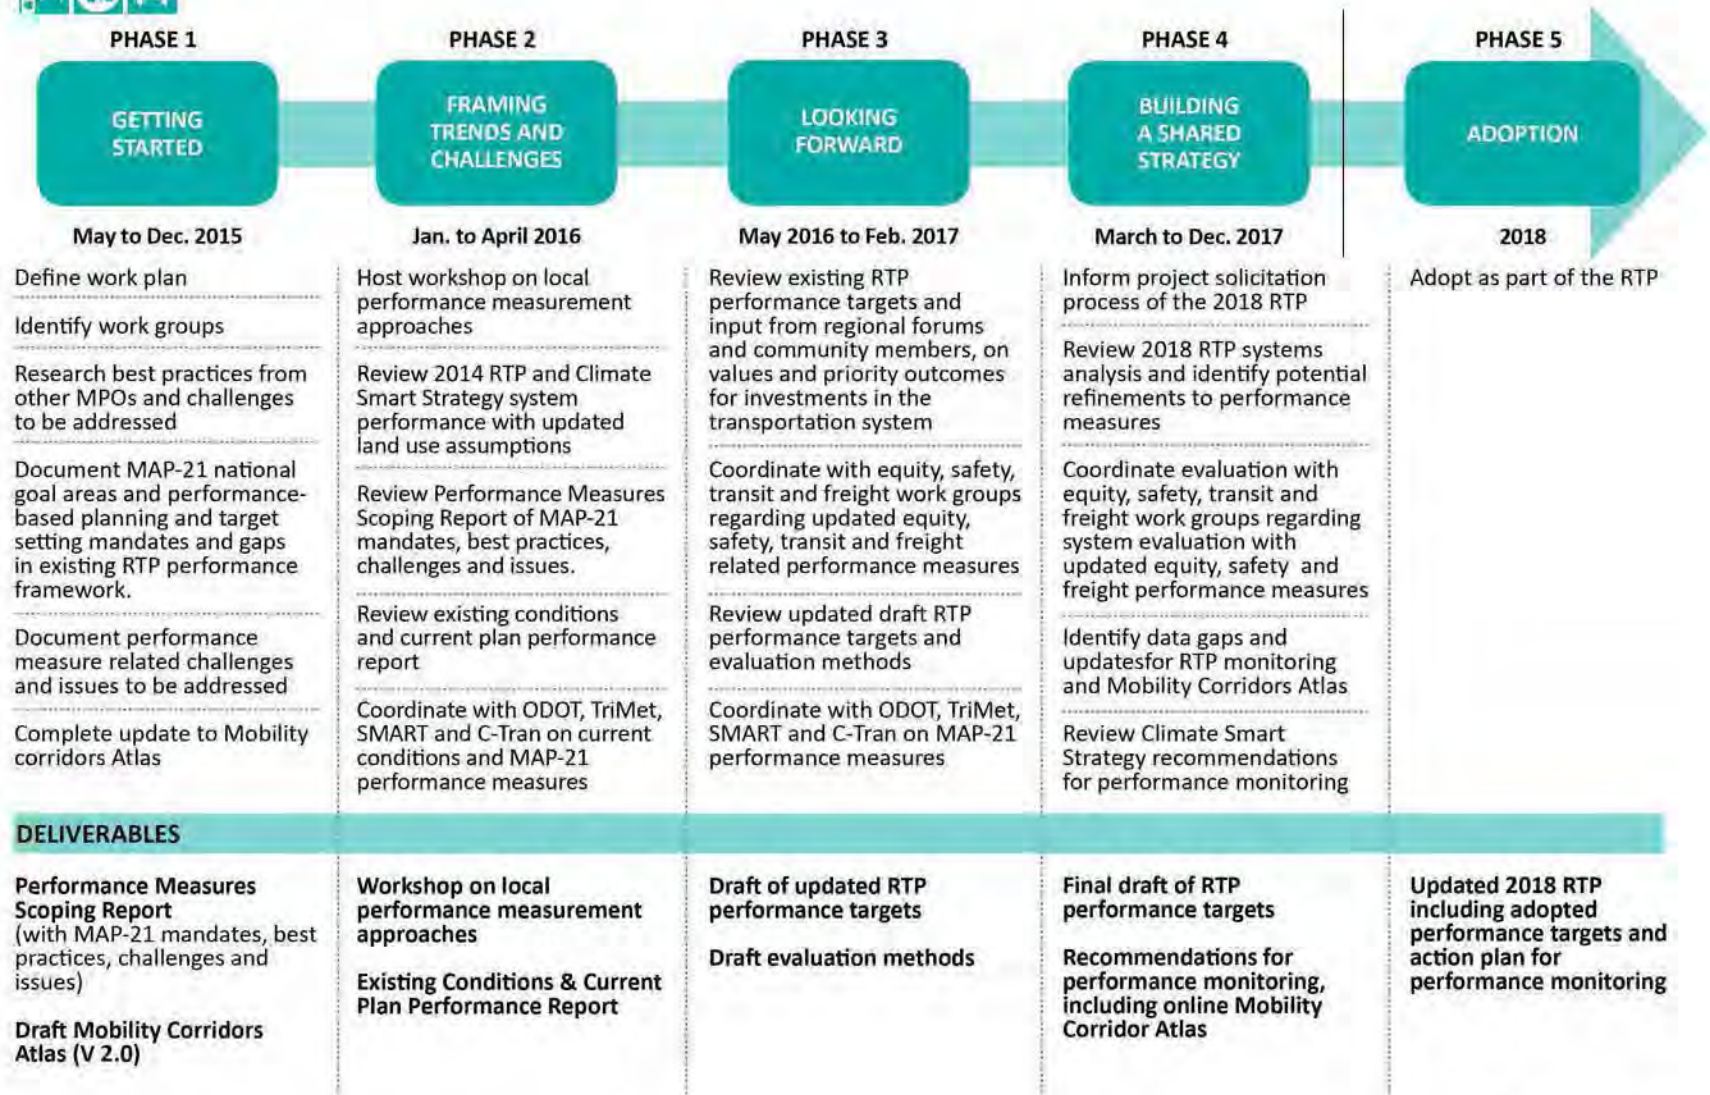 PHASE 1
GETTING
STARTED
May to Dec. 2015
Define work plan
Identify work groups
Research best practices from
other MPOs and challenges
to be addressed
Document MAP-21 national
goal areas and performance-
based planning and target
setting mandates and gaps
in existing RTP performance
framework.
Document performance
measure related challenges
and issues to be addressed
Complete update to Mobility
corridors Atlas
PHASE 2
FRAMING
TRENDS AND
CHALLENGES
Jan. to April 2016
Host workshop on local
performance measurement
approaches
Review 2014 RTP and Climate
Smart Strategy system
performance with updated
land use assumptions
Review Performance Measures
Scoping Report of MAP-21
mandates, best practices,
challenges and issues.
Review existing conditions
and current plan performance
report
Coordinate with ODOT, TriMet,
SMART and C-Tran on current
conditions and MAP-21
performance measures
PHASE 3
LOOKING
FORWARD
May 2016 to Feb. 2017
Review existing RTP
performance targets and
input from regional forums
and community members, on
values and priority outcomes
for investments in the
transportation system
Coordinate with equity, safety,
transit and freight work groups
regarding updated equity,
safety, transit and freight
related performance measures
Review updated draft RTP
performance targets and
evaluation methods
Coordinate with ODOT, TriMet,
SMART and C-Tran on MAP-21
performance measures
PHASE 4
BUILDING
A SHARED
STRATEGY
March to Dec. 2017
Inform project solicitation
process of the 2018 RTP
Review 2018 RTP systems
analysis and identify potential
refinements to performance
measures
Coordinate evaluation with
equity, safety, transit and
freight work groups regarding
system evaluation with
updated equity, safety  and
freight performance measures
Identify data gaps and
updatesfor RTP monitoring
and Mobility Corridors Atlas
Review Climate Smart
Strategy recommendations
for performance monitoring
PHASE 5
ADOPTION
2018
Adopt as part of the RTP
DELIVERABLES
Performance Measures
Scoping Report
(with MAP-21 mandates, best
practices, challenges and
issues)
Draft Mobility Corridors
Atlas (V 2.0)
Workshop on local
performance measurement
approaches
Existing Conditions & Current
Plan Performance Report
Draft of updated RTP
performance targets
Draft evaluation methods
Final draft of RTP
performance targets
Recommendations for
performance monitoring,
including online Mobility
Corridor Atlas
Updated 2018 RTP
including adopted
performance targets and
action plan for
performance monitoring